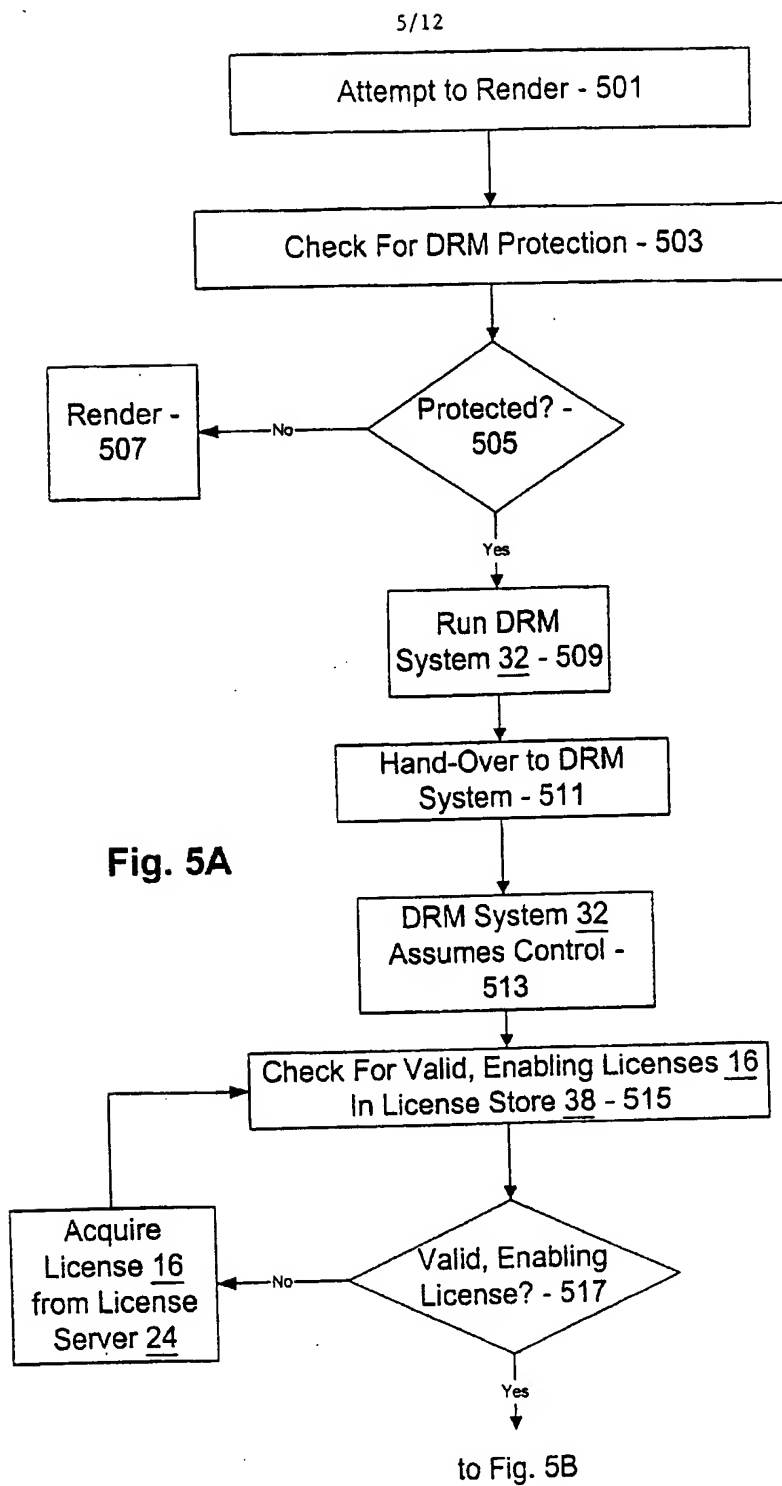 5/12
Attempt to Render - 501
Check For DRM Protection - 503
Render -
507
No
Protected? -
505
Yes
Run DRM
System 32 - 509
Hand-Over to DRM
System - 511
Fig. 5A
DRM System 32
Assumes Control -
513
Check For Valid, Enabling Licenses 16
In License Store 38 - 515
Acquire
License 16
from License
Server 24
No
Valid, Enabling
License? - 517
Yes
to Fig. 5B